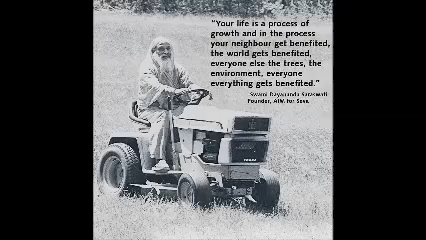 "Your life is a process of
growth and in the process
your neighbour get benefited,
the world gets benefited,
everyone else the trees, the
environment, everyone
everything gets benefited."
Swami Dayananda Saraswati
Founder, AIM for Seva.